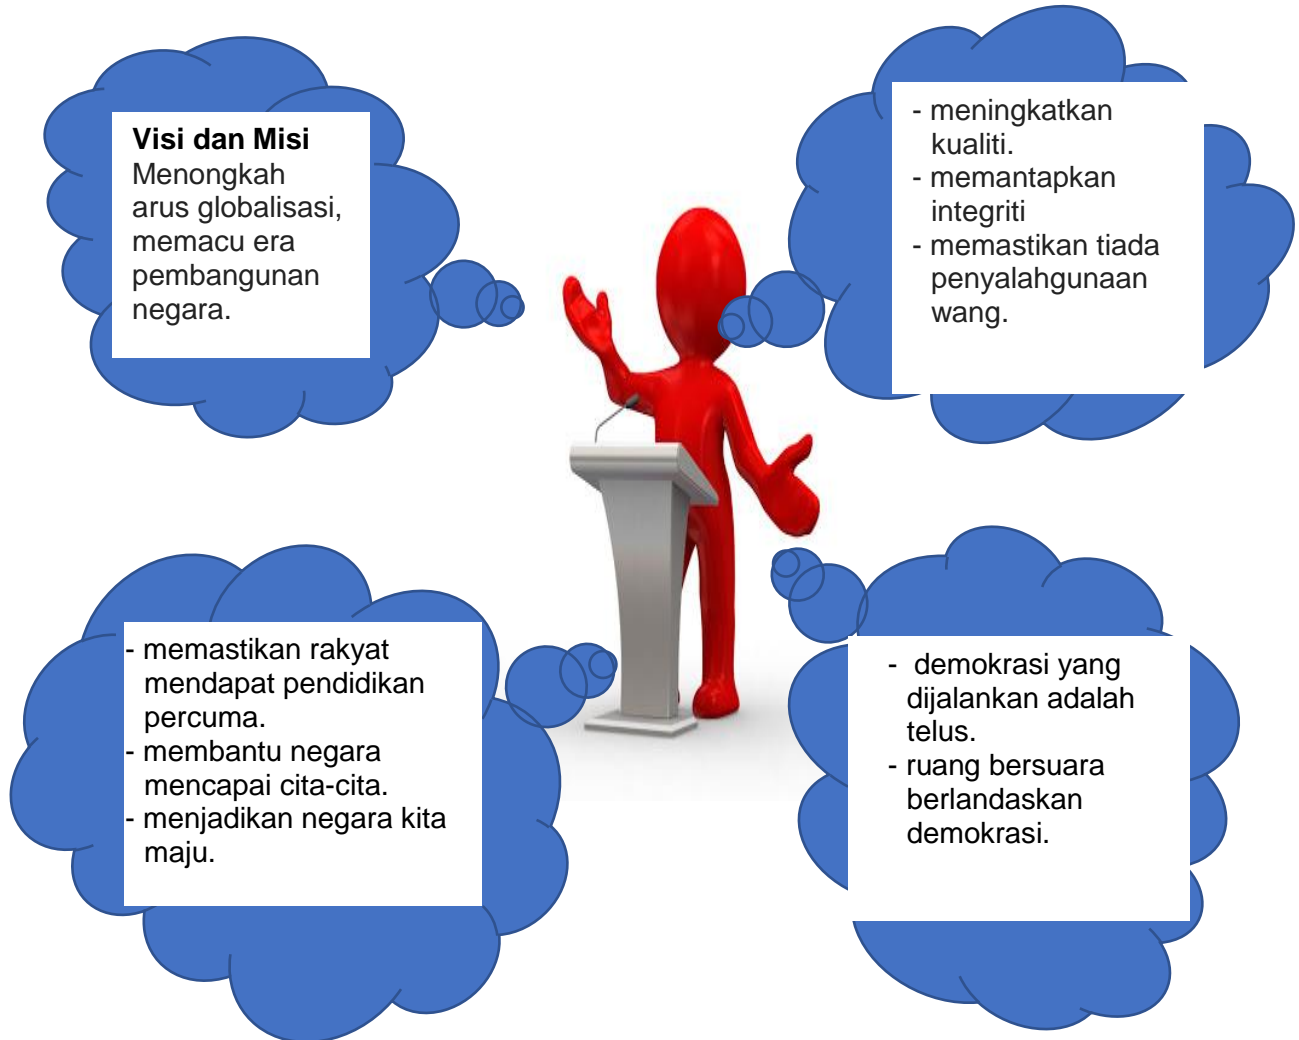 Visi dan Misi
Menongkah
arus globalisasi,
memacu era
pembangunan
negara.
- meningkatkan
kualiti.
- memantapkan
integriti
- memastikan tiada
penyalahgunaan
wang.
- memastikan rakyat
mendapat pendidikan
percuma.
- membantu negara
mencapai cita-cita.
- menjadikan negara kita
maju.
- demokrasi yang
dijalankan adalah
telus.
- ruang bersuara
berlandaskan
demokrasi.